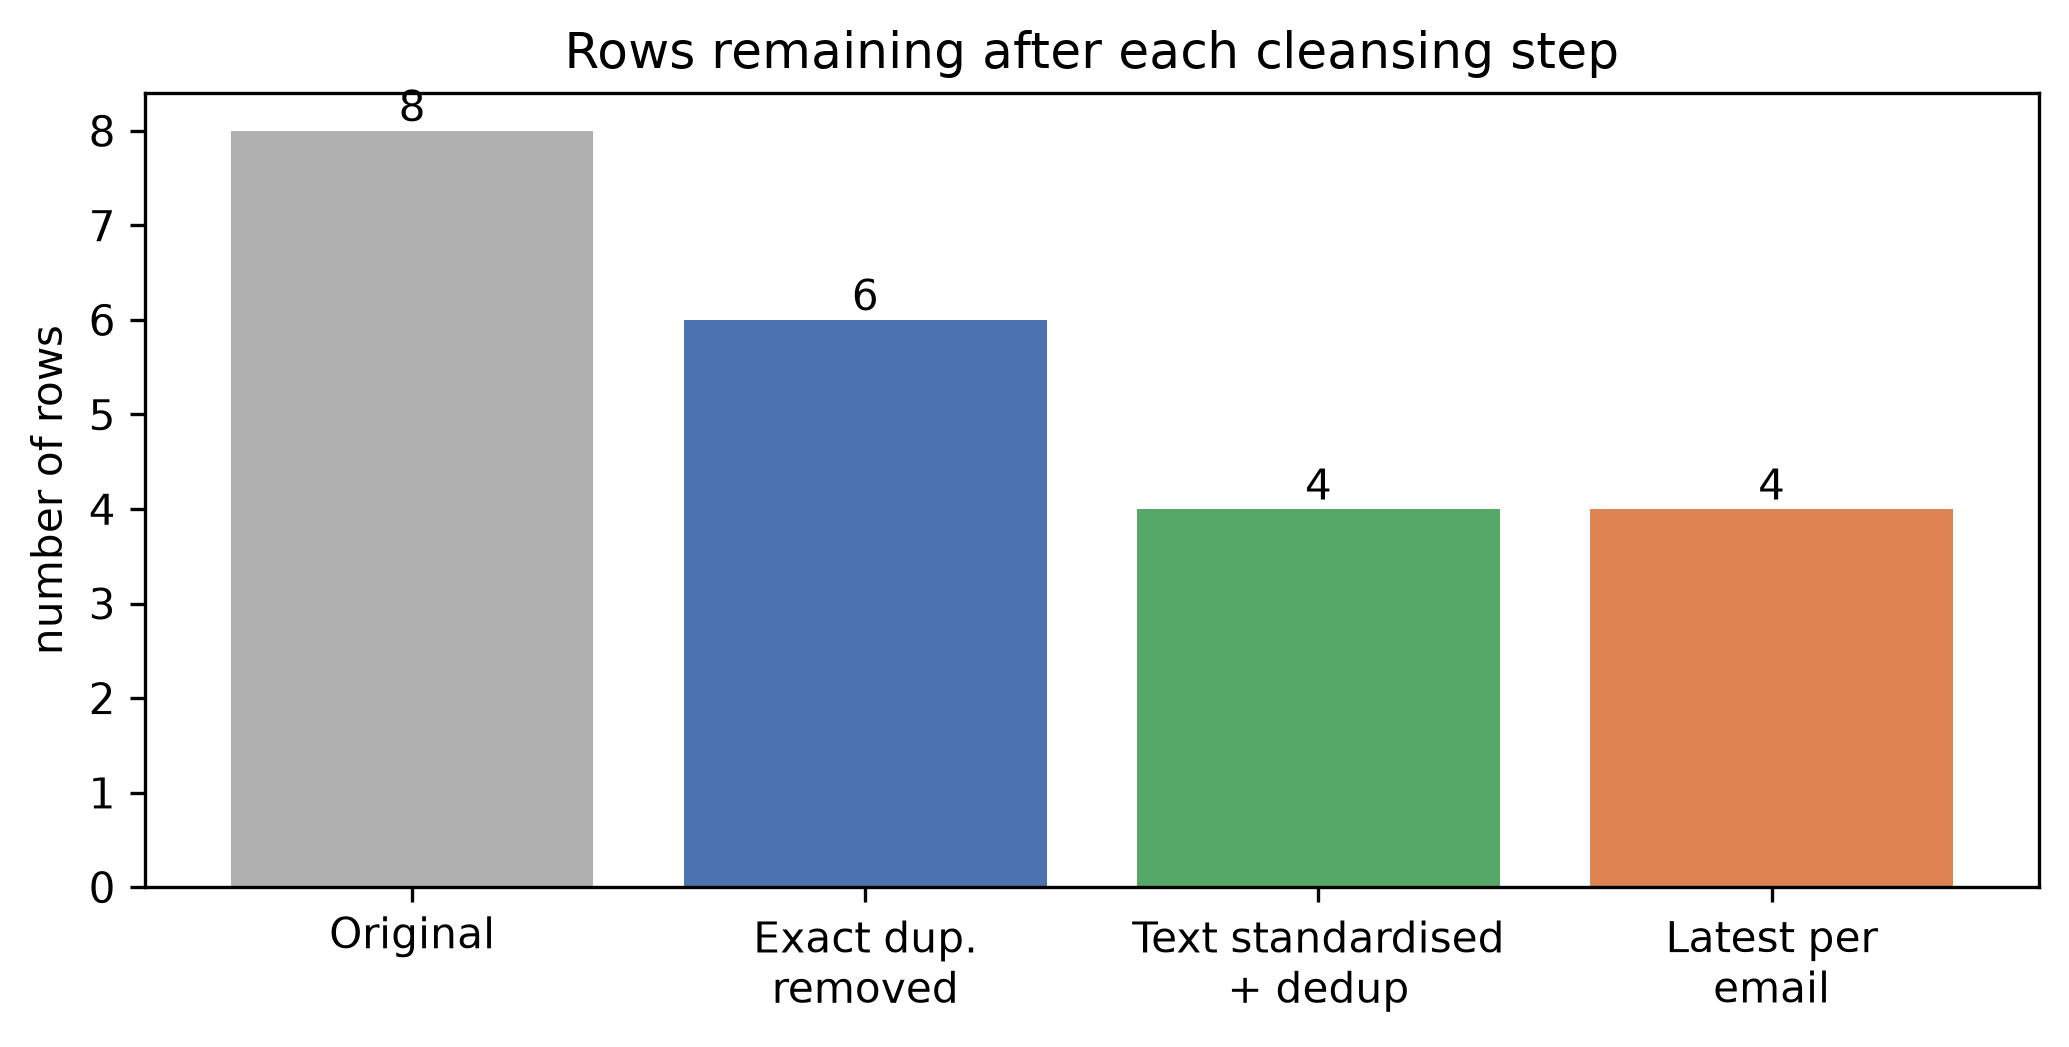 Rows remaining after each cleansing step
number of rows
8
7
6
5
4
3
2
1
0
8
6
4
4
Original
Exact dup.
removed
Text standardised
+ dedup
Latest per
email